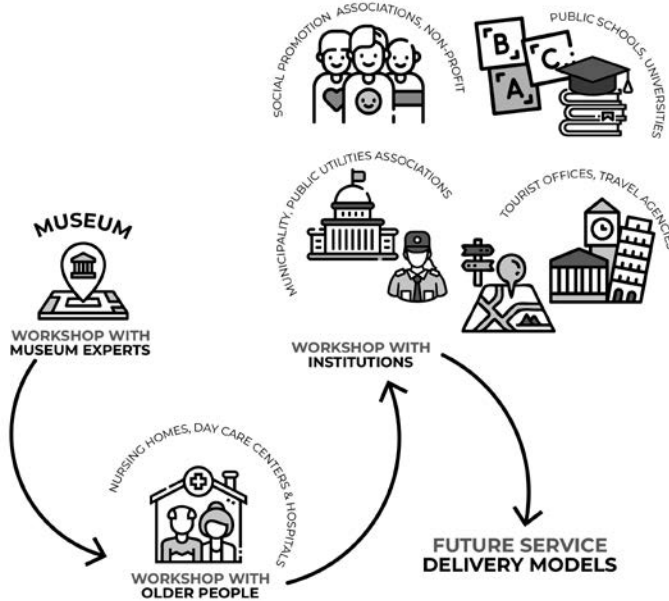 SOCIAL PROMOTION ASSOCIATIONS, NON-PROFIT
PUBLIC SCHOOLS, UNIVERSITIES
B
C
A
MUNICIPALITY, PUBLIC UTILITIES ASSOCIATIONS
TOURIST OFFICES, TRAVEL AGENCIES
MUSEUM
WORKSHOP WITH
MUSEUM EXPERTS
WORKSHOP WITH
INSTITUTIONS
NURSING HOMES, DAY CARE CENTERS & HOSPITALS
WORKSHOP WITH
OLDER PEOPLE
FUTURE SERVICE
DELIVERY MODELS